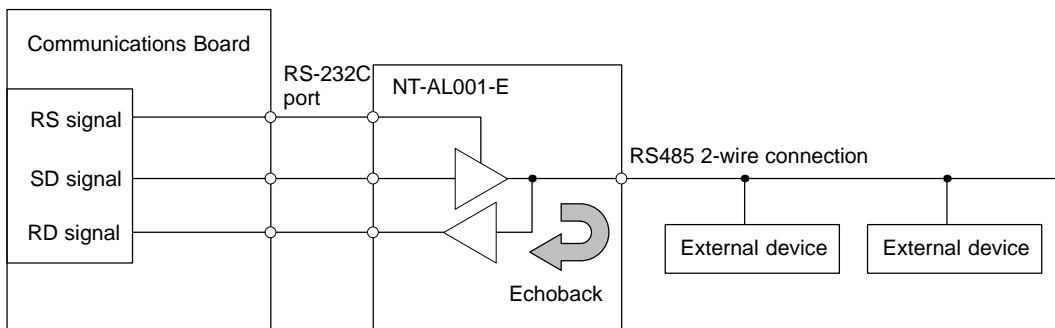 Communications Board
RS-232C
port
NT-AL001-E
RS signal
RS485 2-wire connection
SD signal
RD signal
External device
External device
Echoback